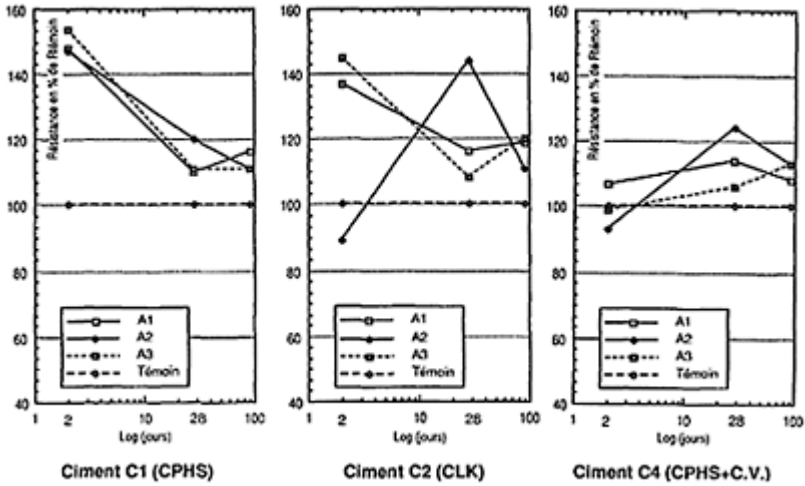 160
140
120
100
80
60
40
Résistance en % de Rtémoin
A1
A2
A3
Témoin
1 2 10 28 100
Log (jours)
Ciment C1 (CPHS)
160
140
120
100
80
60
40
A1
A2
A3
Témoin
1 2 10 28 100
Log (jours)
Ciment C2 (CLK)
160
140
120
100
80
60
40
Résistance en % de Rtémoin
A1
A2
A3
Témoin
1 2 10 28 100
Log (jours)
Ciment C4 (CPHS+C.V.)